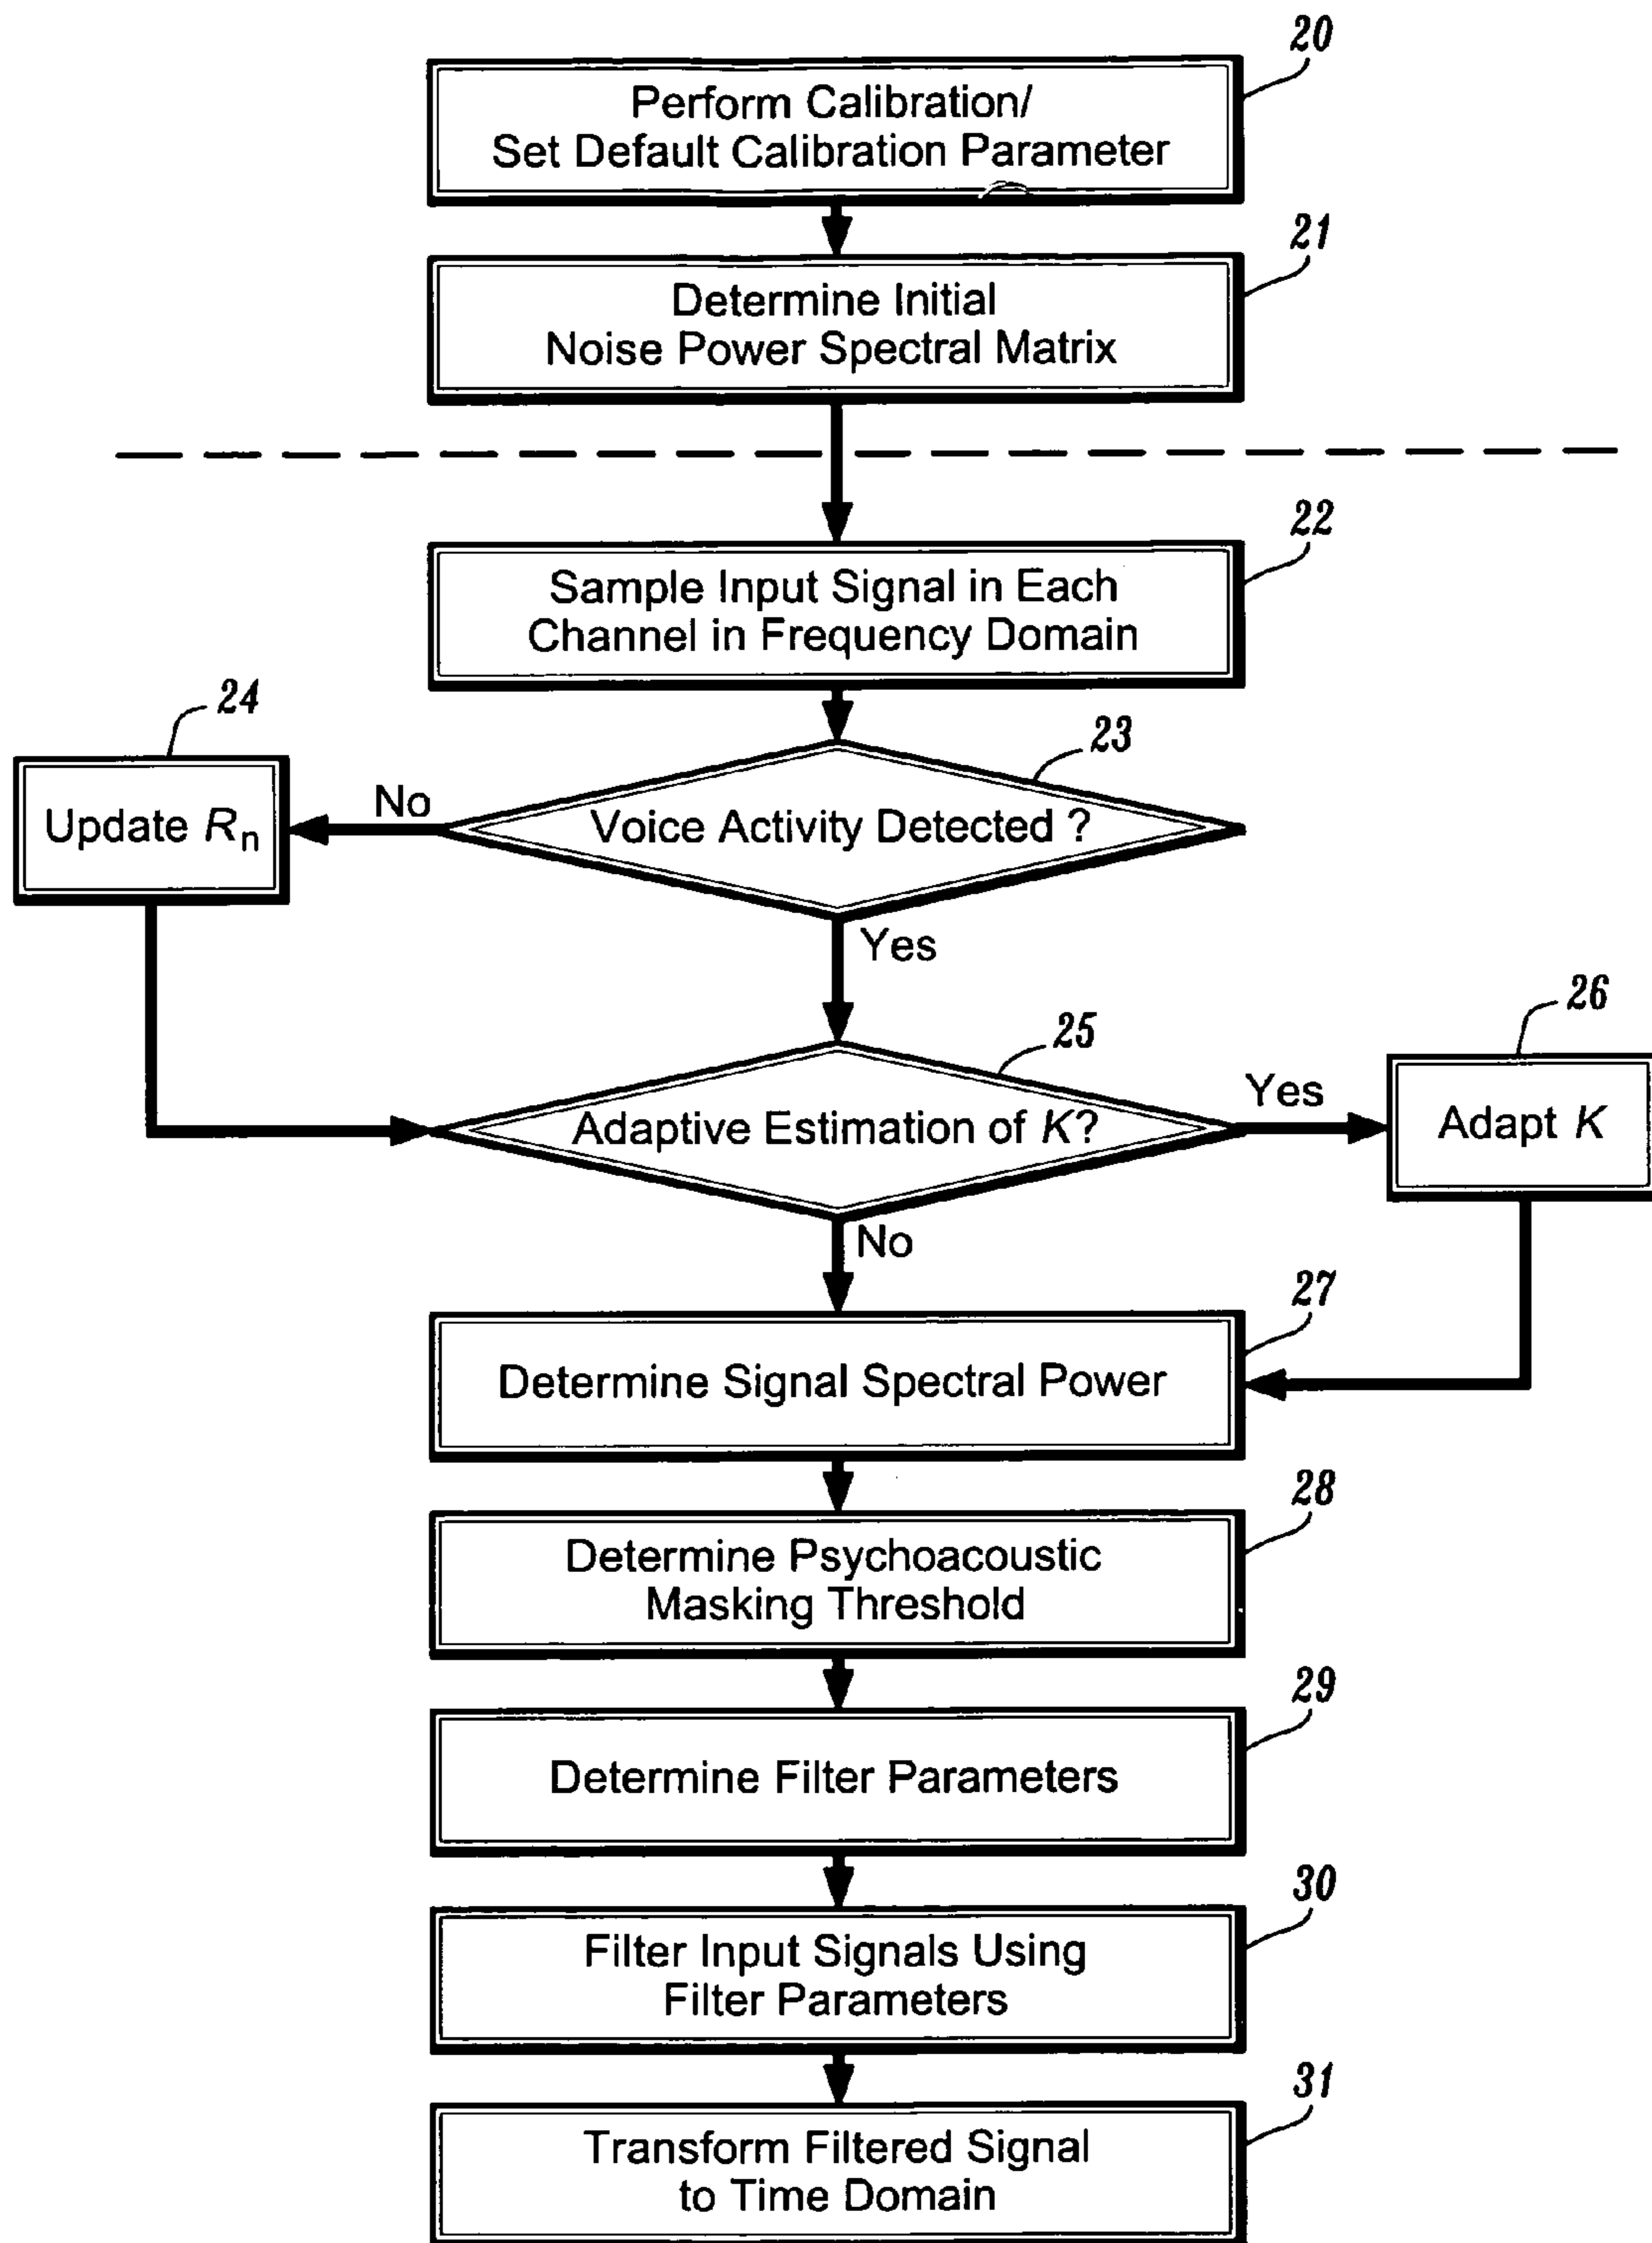 20
Perform Calibration/
Set Default Calibration Parameter
21
Determine Initial
Noise Power Spectral Matrix
22
Sample Input Signal in Each
Channel in Frequency Domain
24
23
Update Rn
No
Voice Activity Detected ?
Yes
26
25
Adaptive Estimation of K?
Yes
Adapt K
No
27
Determine Signal Spectral Power
28
Determine Psychoacoustic
Masking Threshold
29
Determine Filter Parameters
30
Filter Input Signals Using
Filter Parameters
31
Transform Filtered Signal
to Time Domain